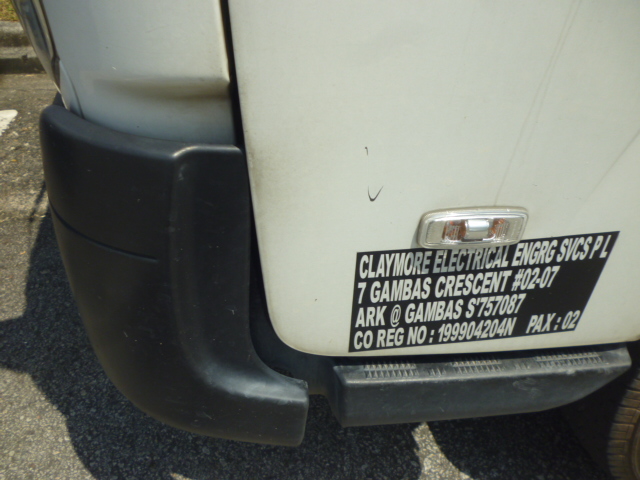 CLAYMORE ELECTRICAL ENGRG SVCS P L
7 GAMBAS CRESCENT #02-07
ARK @ GAMBAS S'757087
CO REG NO : 199904204N PAX : 02